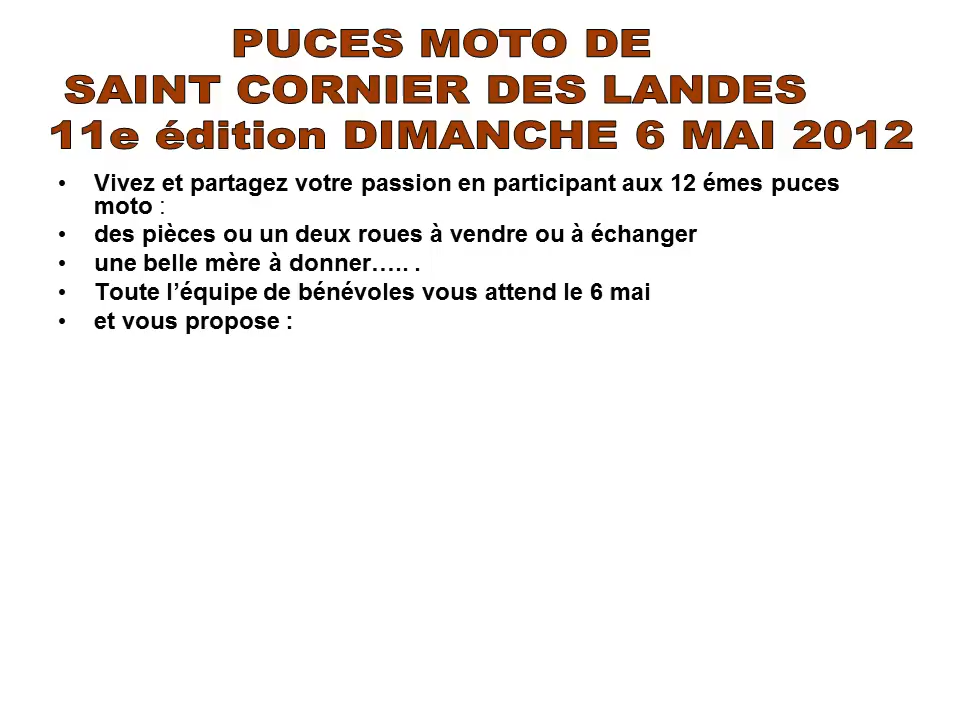 PUCES MOTO DE
SAINT CORNIER DES LANDES
11e édition DIMANCHE 6 MAI 2012
• Vivez et partagez votre passion en participant aux 12 émes puces
moto :
• des pièces ou un deux roues à vendre ou à échanger
• une belle mère à donner….. .
• Toute l’équipe de bénévoles vous attend le 6 mai
• et vous propose :